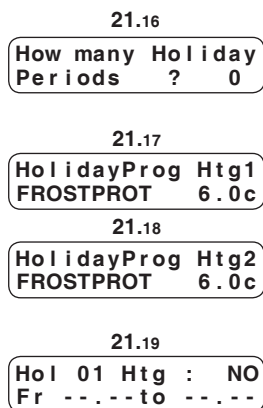 21.16
How many Holiday
Periods ? 0
21.17
HolidayProg Htg1
FROSTPROT 6.0c
21.18
HolidayProg Htg2
FROSTPROT 6.0c
21.19
Hol 01 Htg : NO
Fr --.--to --.--